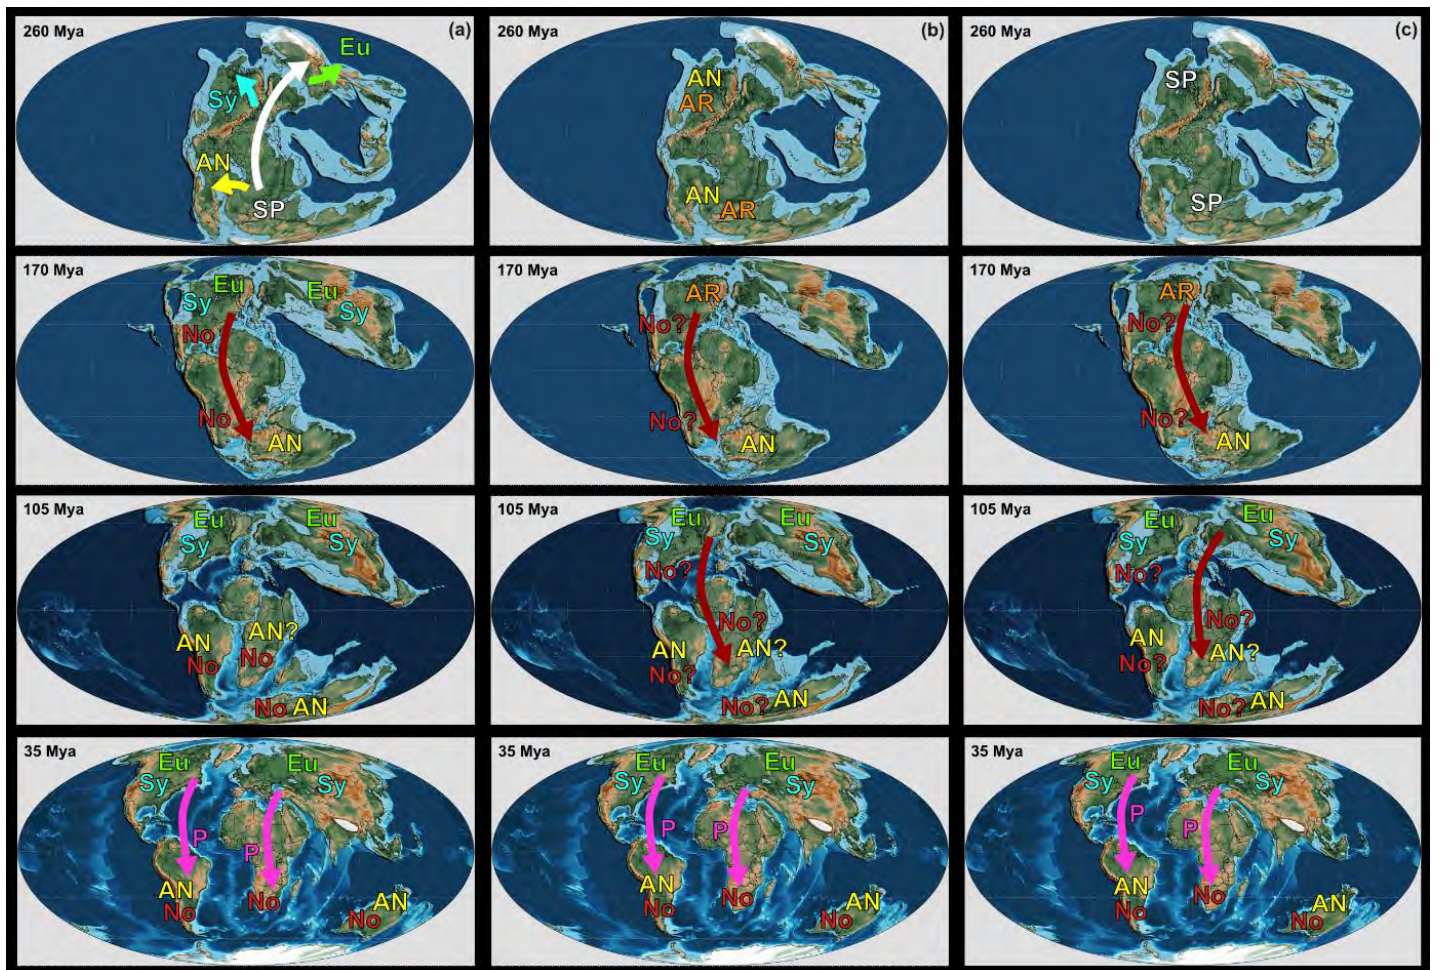 260 Mya (a)
Eu
Sy
AN
SP
260 Mya (b)
AN
AR
AN
AR
260 Mya (c)
SP
SP
170 Mya
Eu
Eu
Sy
Sy
No
No
AN
170 Mya
AR
No?
No?
AN
170 Mya
AR
No?
No?
AN
105 Mya
Eu Eu
Sy Sy
AN?
AN
No No
No AN
105 Mya
Eu Eu
Sy Sy
No?
No?
AN AN?
No?
No? AN
105 Mya
Eu Eu
Sy Sy
No?
No?
AN AN?
No?
No? AN
35 Mya
Eu Eu
Sy Sy
P
P
AN No AN
No No
35 Mya
Eu Eu
Sy Sy
P P
AN No AN
No No
35 Mya
Eu Eu
Sy Sy
P P
AN No AN
No No